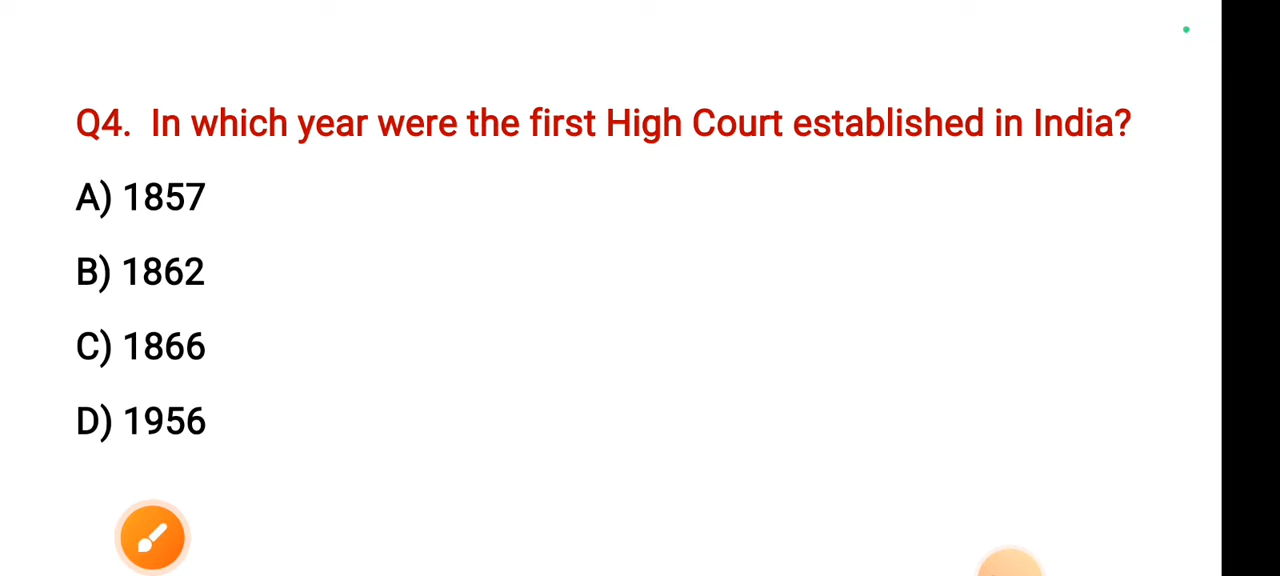 Q4. In which year were the first High Court established in India?
A) 1857
B) 1862
C) 1866
D) 1956